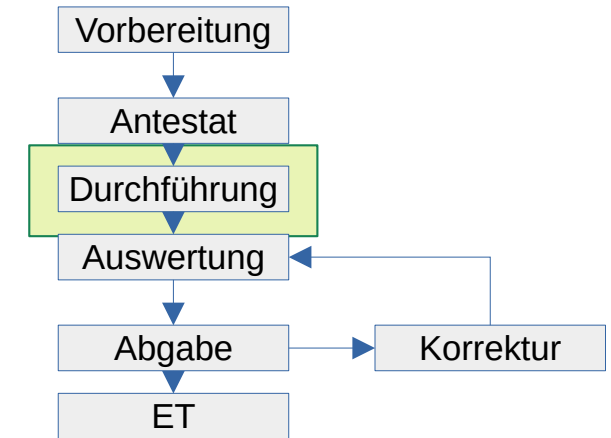 Vorbereitung
Antestat
Durchführung
Auswertung
Abgabe
Korrektur
ET